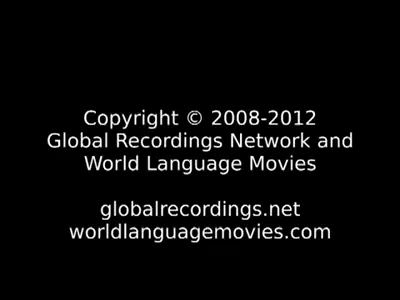 Copyright © 2008-2012
Global Recordings Network and
World Language Movies
globalrecordings.net
worldlanguagemovies.com